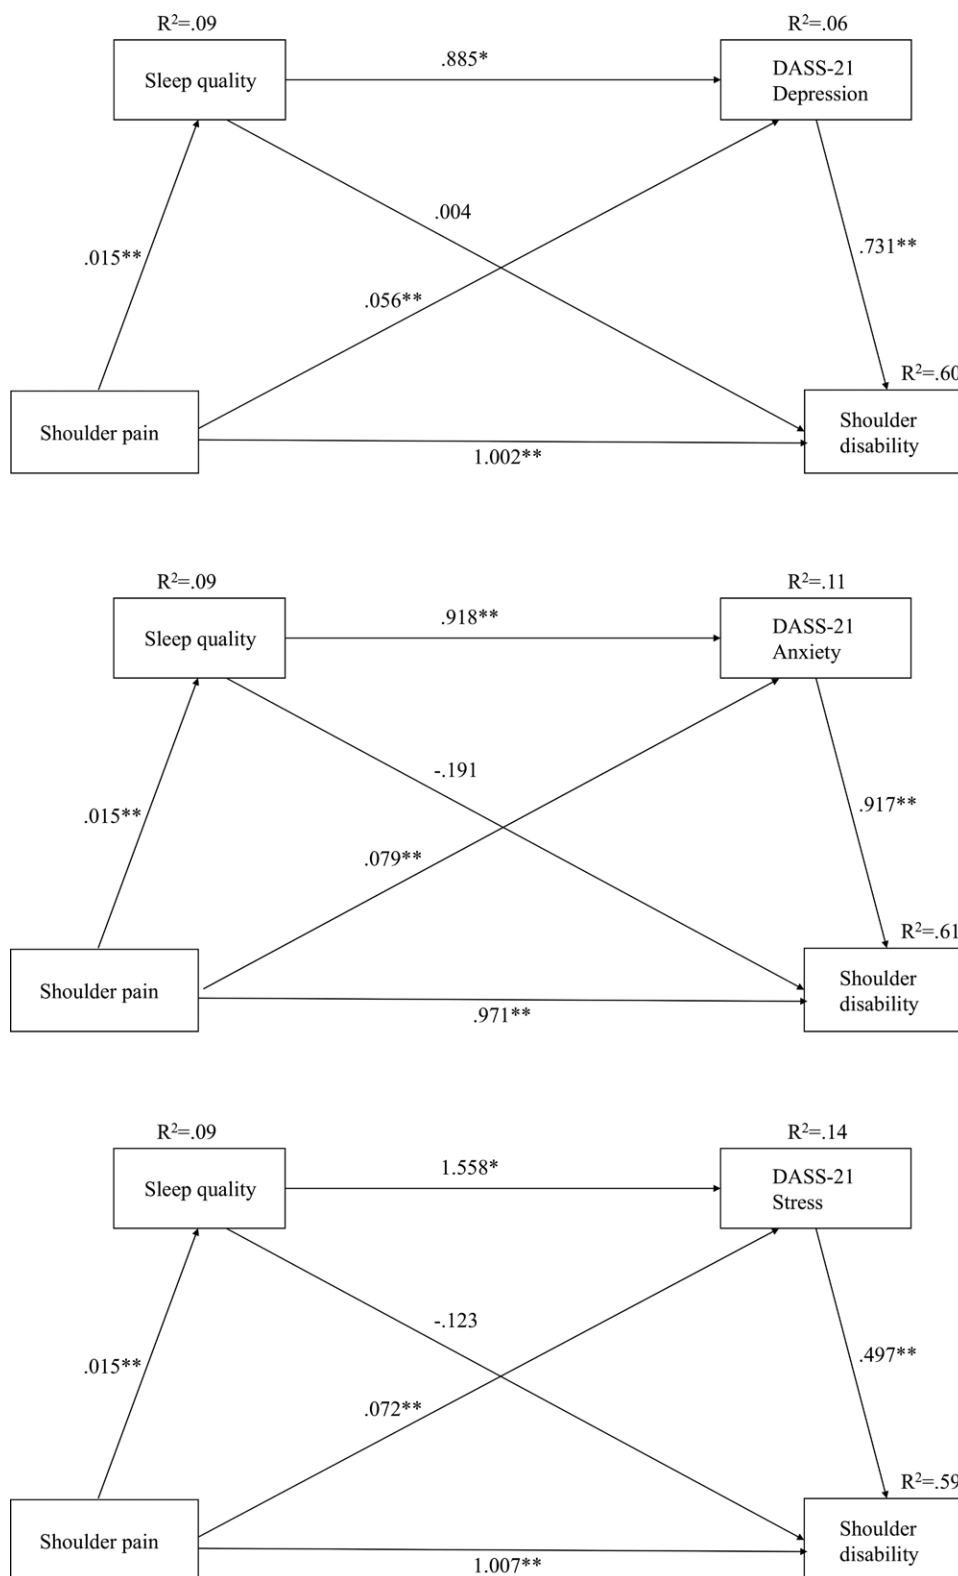 R²=.09
R²=.06
Sleep quality
.885*
DASS-21
Depression
.004
.015**
.731**
.056**
R²=.60
Shoulder pain
Shoulder
disability
1.002**
R²=.09
R²=.11
Sleep quality
.918**
DASS-21
Anxiety
-.191
.015**
.917**
.079**
R²=.61
Shoulder pain
Shoulder
disability
.971**
R²=.09
R²=.14
Sleep quality
1.558*
DASS-21
Stress
-.123
.015**
.497**
.072**
R²=.59
Shoulder pain
Shoulder
disability
1.007**